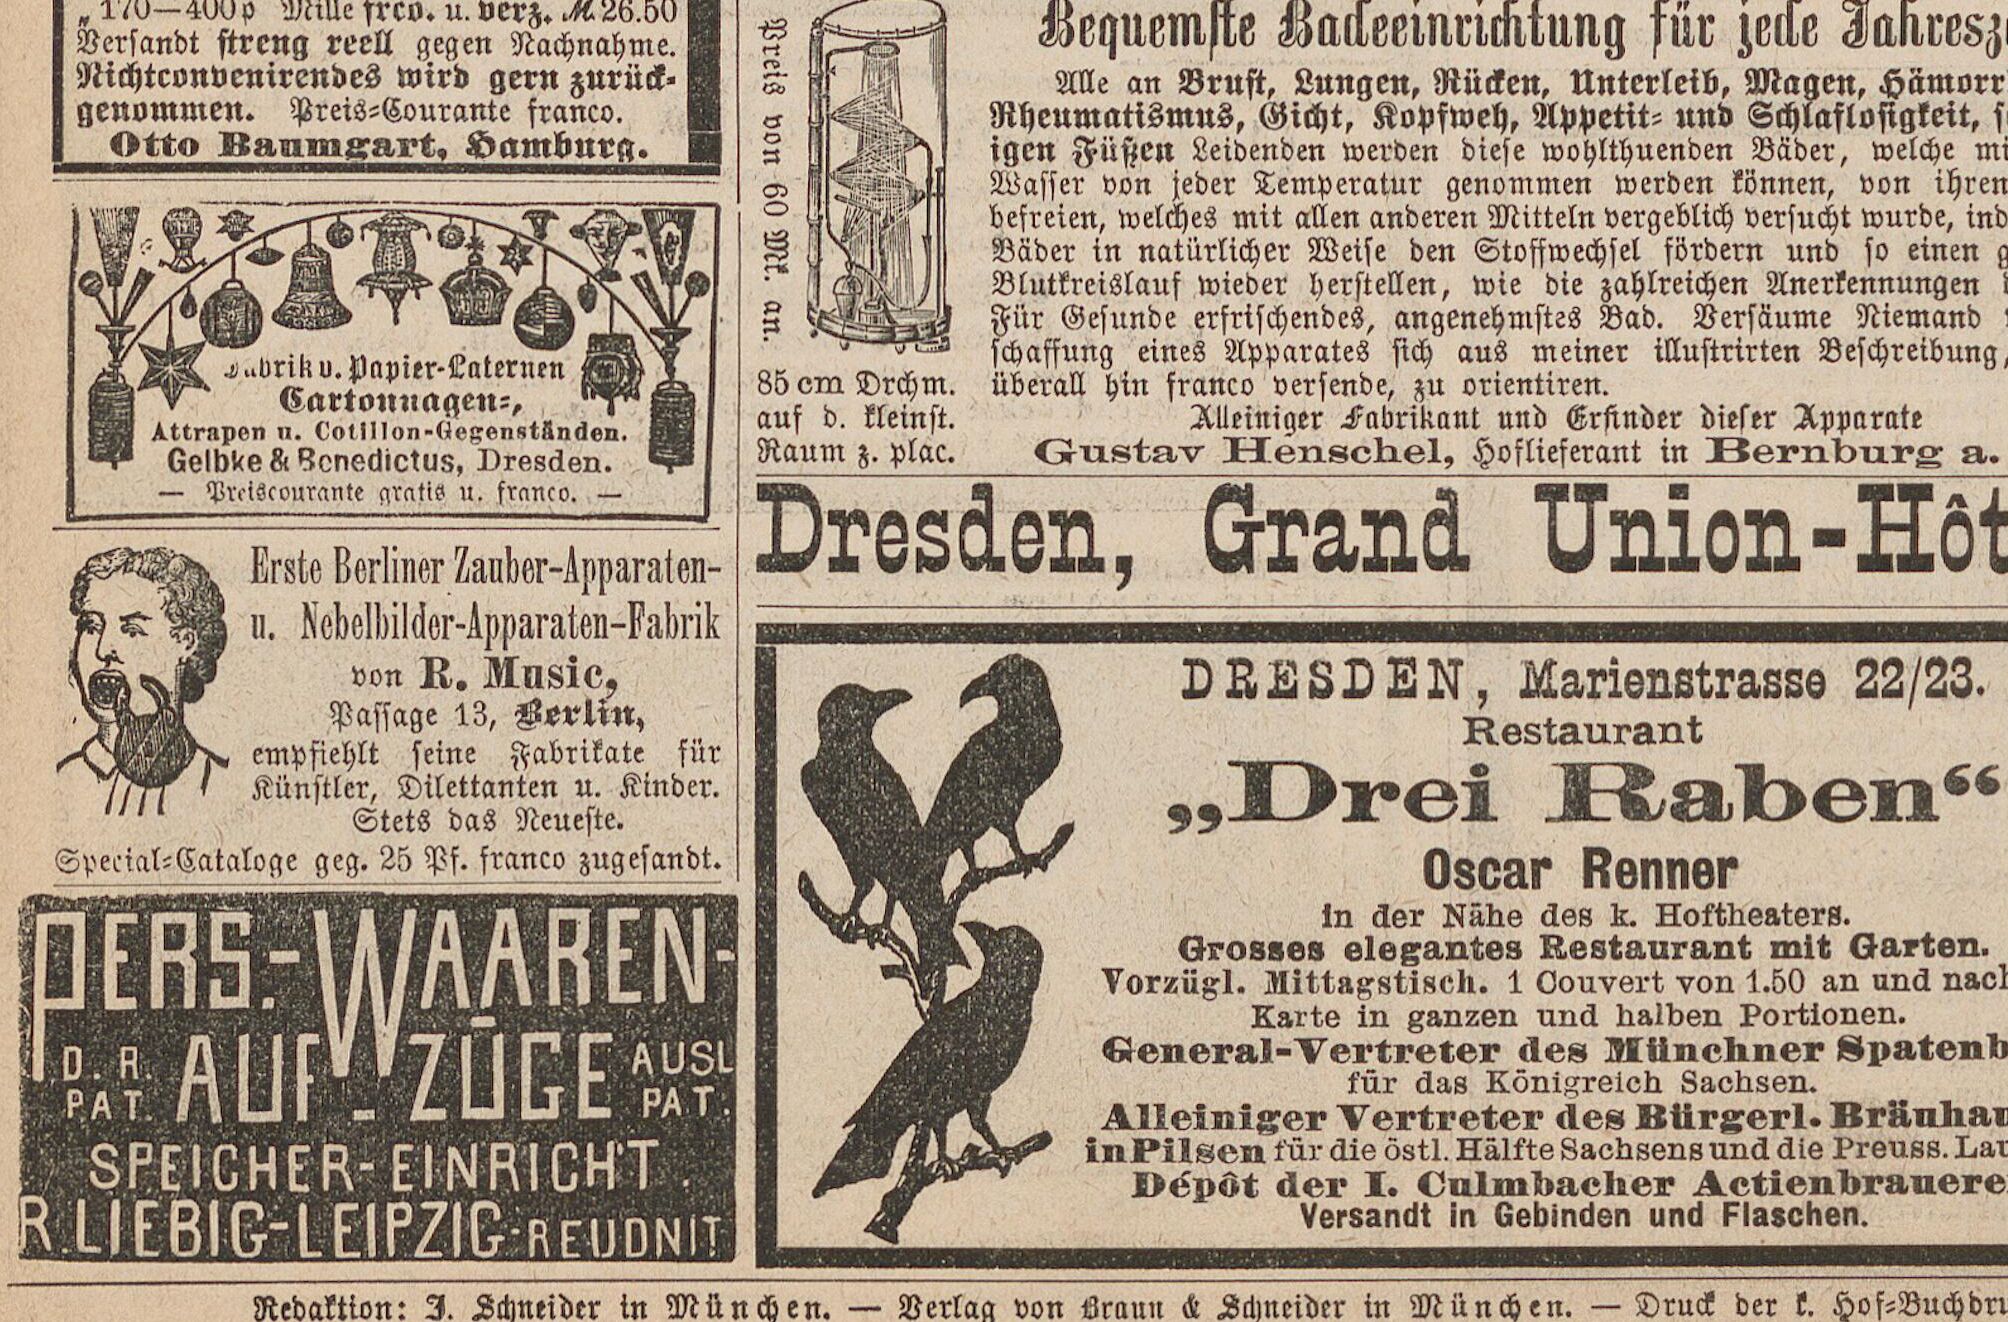 „170—400 p Mille frco. u. verz. M. 26.50
Versandt streng reell gegen Nachnahme.
Nichtconvenirendes wird gern zurück-
genommen. Preis-Courante franco.
Otto Baumgart, Hamburg.
Fabrik v. Papier-Laternen
Cartonnagen-,
Attrapen u. Cotillon-Gegenständen.
Gelbke & Benedictus, Dresden.
— Preiscourante gratis u. franco. —
Erste Berliner Zauber-Apparaten-
u. Nebelbilder-Apparaten-Fabrik
von R. Music,
Passage 13, Berlin,
empfiehlt seine Fabrikate für
Künstler, Dilettanten u. Kinder.
Stets das Neueste.
Special-Cataloge geg. 25 Pf. franco zugesandt.
PERS.-WAAREN-
D. R. PAT. AUF-ZÜGE AUSL PAT.
SPEICHER-EINRICHT.
R. LIEBIG-LEIPZIG-REUDNIT
Preis von 60 Mk. an.
85 cm Drchm.
auf d. kleinst.
Raum z. plac.
Bequemste Badeeinrichtung für jede Jahresz
Alle an Brust, Lungen, Rücken, Unterleib, Magen, Hämorr
Rheumatismus, Gicht, Kopfweh, Appetit- und Schlaflosigkeit, s
igen Füßen Leidenden werden diese wohlthuenden Bäder, welche mi
Wasser von jeder Temperatur genommen werden können, von ihren
befreien, welches mit allen anderen Mitteln vergeblich versucht wurde, ind
Bäder in natürlicher Weise den Stoffwechsel fördern und so einen g
Blutkreislauf wieder herstellen, wie die zahlreichen Anerkennungen
Für Gesunde erfrischendes, angenehmstes Bad. Versäume Niemand
schaffung eines Apparates sich aus meiner illustrirten Beschreibung,
überall hin franco versende, zu orientiren.
Alleiniger Fabrikant und Erfinder dieser Apparate
Gustav Henschel, Hoflieferant in Bernburg a.
Dresden, Grand Union-Hôt
DRESDEN, Marienstrasse 22/23.
Restaurant
„Drei Raben“
Oscar Renner
in der Nähe des k. Hoftheaters.
Grosses elegantes Restaurant mit Garten.
Vorzügl. Mittagstisch. 1 Couvert von 1.50 an und nach
Karte in ganzen und halben Portionen.
General-Vertreter des Münchner Spatenb
für das Königreich Sachsen.
Alleiniger Vertreter des Bürgerl. Bräuhau
in Pilsen für die östl. Hälfte Sachsens und die Preuss. Lau
Dépôt der I. Culmbacher Actienbrauere
Versandt in Gebinden und Flaschen.
Redaktion: J. Schneider in München. — Verlag von Braun & Schneider in München. — Druck der k. Hof-Buchdru